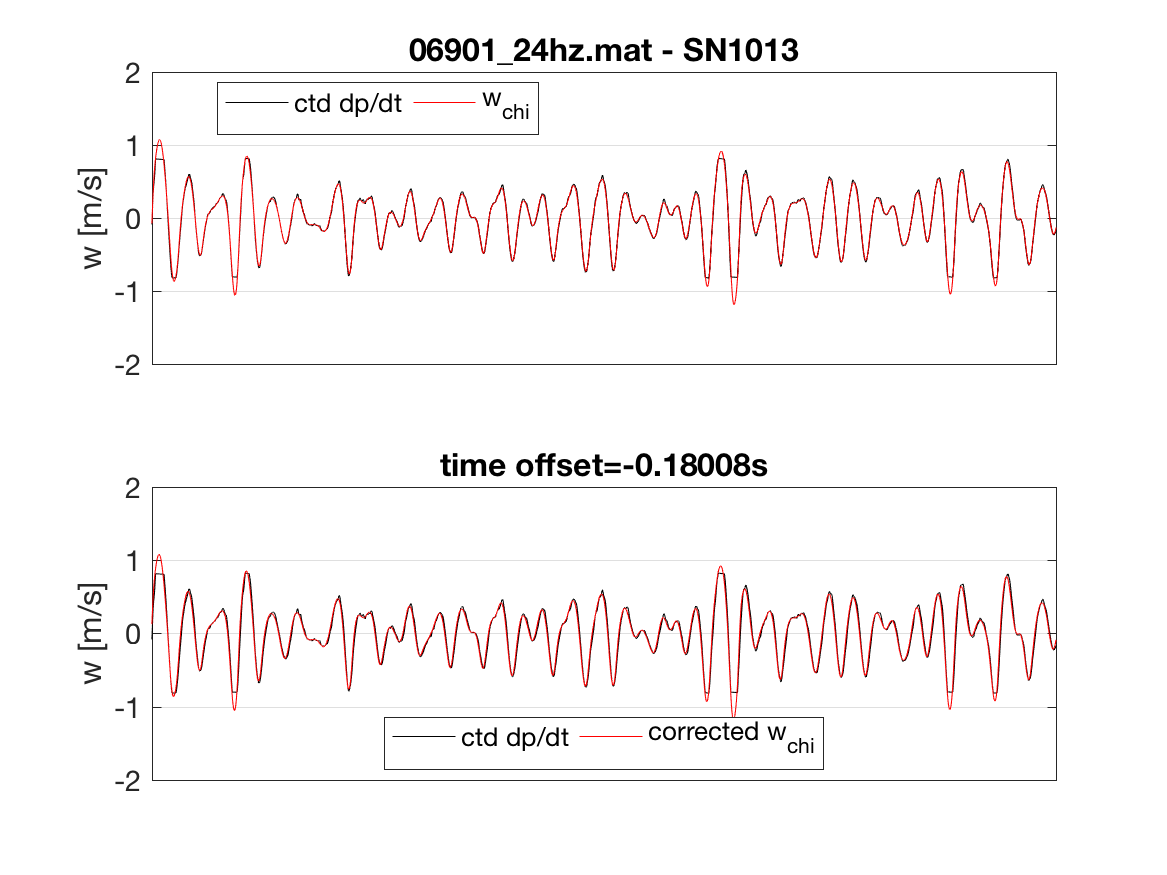 06901_24hz.mat - SN1013
2
1
0
-1
-2
w [m/s]
ctd dp/dt w_chi
time offset=-0.18008s
2
1
0
-1
-2
w [m/s]
ctd dp/dt corrected w_chi